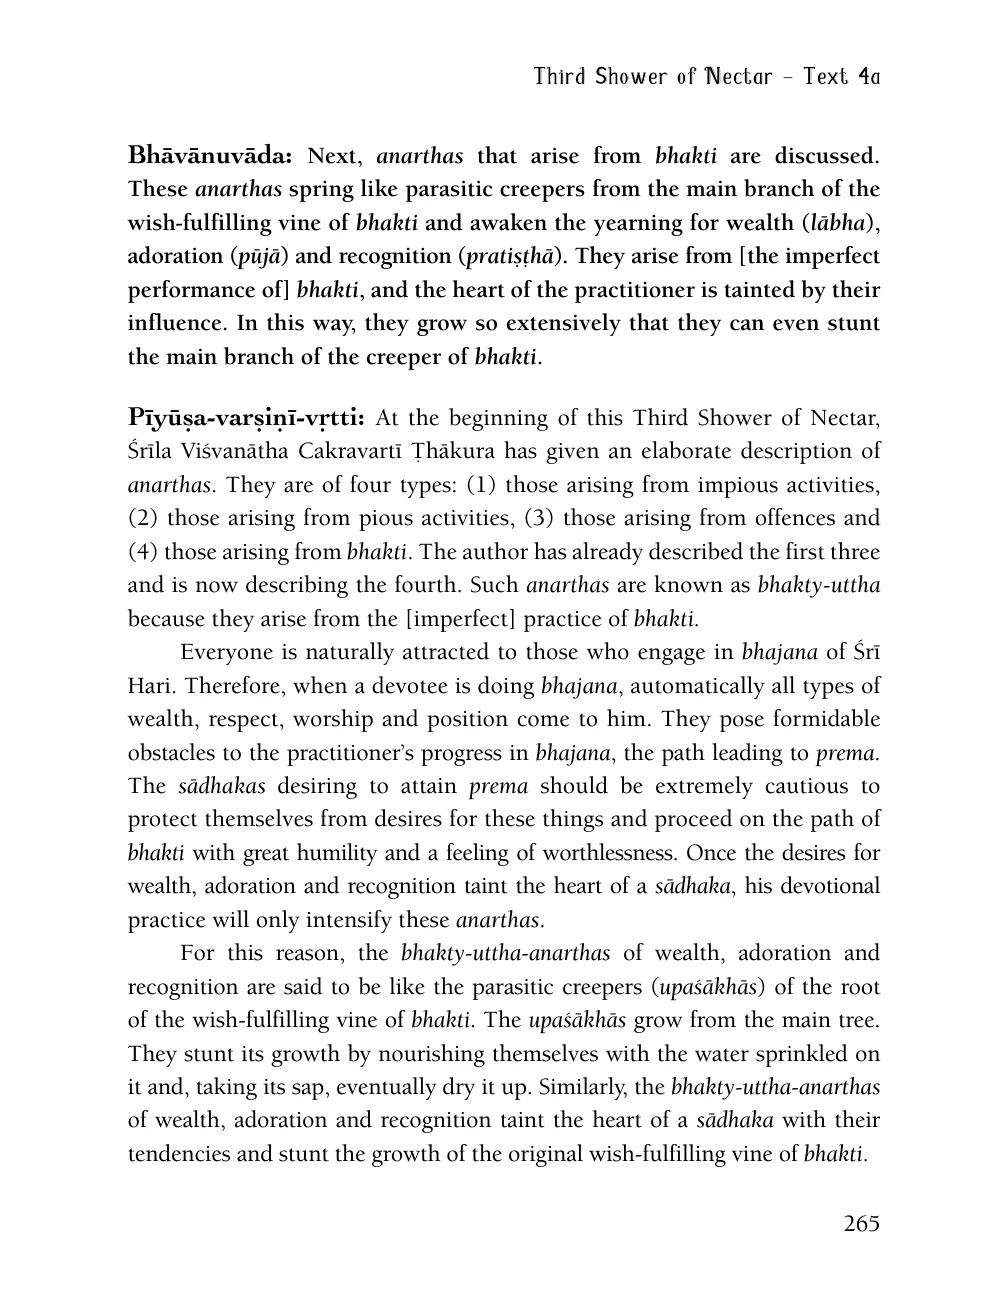 Third Shower of Nectar – Text 4a
Bhāvānuvāda: Next, anarthas that arise from bhakti are discussed.
These anarthas spring like parasitic creepers from the main branch of the
wish-fulfilling vine of bhakti and awaken the yearning for wealth (lābha),
adoration (pūjā) and recognition (pratiṣṭhā). They arise from [the imperfect
performance of] bhakti, and the heart of the practitioner is tainted by their
influence. In this way, they grow so extensively that they can even stunt
the main branch of the creeper of bhakti.
Pīyūṣa-varṣiṇī-vṛtti: At the beginning of this Third Shower of Nectar,
Śrīla Viśvanātha Cakravartī Ṭhākura has given an elaborate description of
anarthas. They are of four types: (1) those arising from impious activities,
(2) those arising from pious activities, (3) those arising from offences and
(4) those arising from bhakti. The author has already described the first three
and is now describing the fourth. Such anarthas are known as bhakty-uttha
because they arise from the [imperfect] practice of bhakti.
Everyone is naturally attracted to those who engage in bhajana of Śrī
Hari. Therefore, when a devotee is doing bhajana, automatically all types of
wealth, respect, worship and position come to him. They pose formidable
obstacles to the practitioner’s progress in bhajana, the path leading to prema.
The sādhakas desiring to attain prema should be extremely cautious to
protect themselves from desires for these things and proceed on the path of
bhakti with great humility and a feeling of worthlessness. Once the desires for
wealth, adoration and recognition taint the heart of a sādhaka, his devotional
practice will only intensify these anarthas.
For this reason, the bhakty-uttha-anarthas of wealth, adoration and
recognition are said to be like the parasitic creepers (upaśākhās) of the root
of the wish-fulfilling vine of bhakti. The upaśākhās grow from the main tree.
They stunt its growth by nourishing themselves with the water sprinkled on
it and, taking its sap, eventually dry it up. Similarly, the bhakty-uttha-anarthas
of wealth, adoration and recognition taint the heart of a sādhaka with their
tendencies and stunt the growth of the original wish-fulfilling vine of bhakti.
265